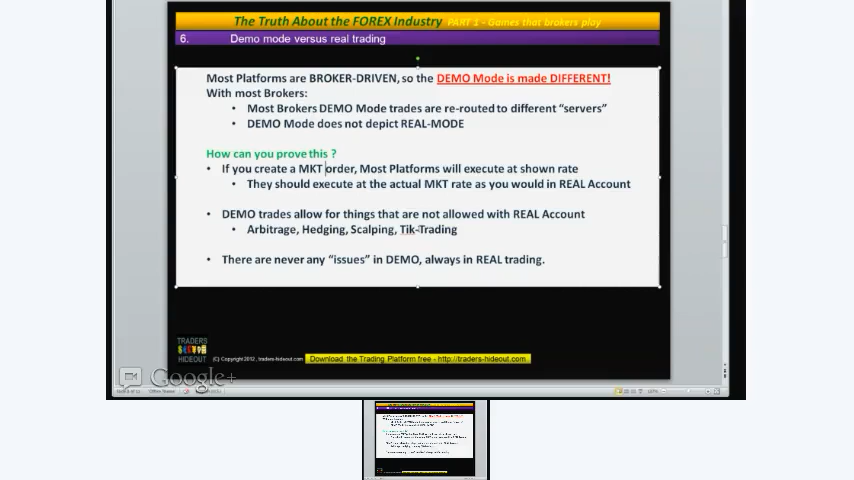 The Truth About the FOREX Industry PART 1 - Games that brokers play
6. Demo mode versus real trading
Most Platforms are BROKER-DRIVEN, so the DEMO Mode is made DIFFERENT!
With most Brokers:
• Most Brokers DEMO Mode trades are re-routed to different “servers”
• DEMO Mode does not depict REAL-MODE
How can you prove this ?
• If you create a MKT order, Most Platforms will execute at shown rate
• They should execute at the actual MKT rate as you would in REAL Account
• DEMO trades allow for things that are not allowed with REAL Account
• Arbitrage, Hedging, Scalping, Tik-Trading
• There are never any “issues” in DEMO, always in REAL trading.
TRADERS
HIDEOUT
(C) Copyright 2012, traders-hideout.com Download the Trading Platform free - http://traders-hideout.com
Google+